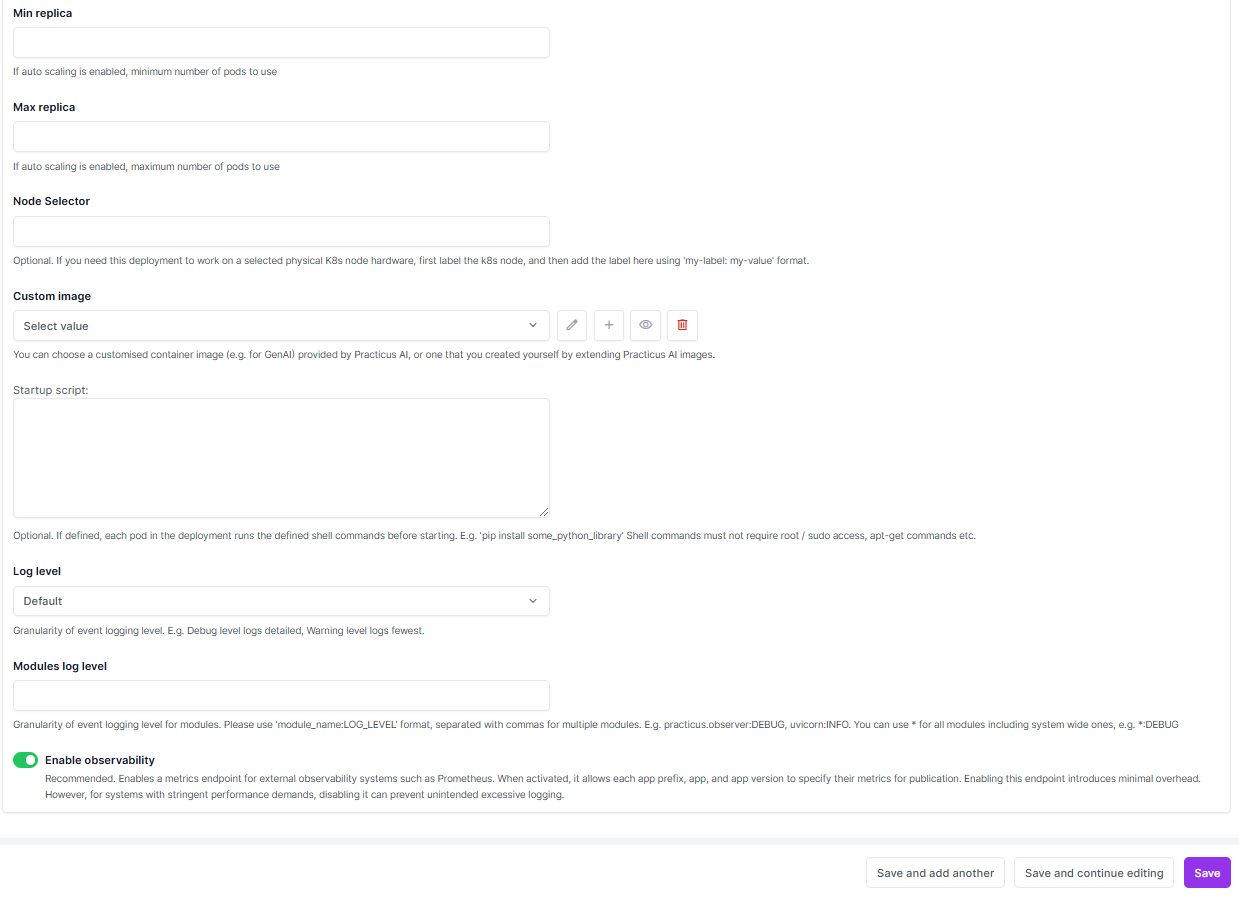 Min replica
If auto scaling is enabled, minimum number of pods to use
Max replica
If auto scaling is enabled, maximum number of pods to use
Node Selector
Optional. If you need this deployment to work on a selected physical K8s node hardware, first label the k8s node, and then add the label here using 'my-label: my-value' format.
Custom image
Select value
You can choose a customised container image (e.g. for GenAI) provided by Practicus AI, or one that you created yourself by extending Practicus AI images.
Startup script:
Optional. If defined, each pod in the deployment runs the defined shell commands before starting. E.g. 'pip install some_python_library' Shell commands must not require root / sudo access, apt-get commands etc.
Log level
Default
Granularity of event logging level. E.g. Debug level logs detailed, Warning level logs fewest.
Modules log level
Granularity of event logging level for modules. Please use 'module_name:LOG_LEVEL' format, separated with commas for multiple modules. E.g. practicus.observer:DEBUG, uvicorn:INFO. You can use * for all modules including system wide ones, e.g. *:DEBUG
Enable observability
Recommended. Enables a metrics endpoint for external observability systems such as Prometheus. When activated, it allows each app prefix, app, and app version to specify their metrics for publication. Enabling this endpoint introduces minimal overhead.
However, for systems with stringent performance demands, disabling it can prevent unintended excessive logging.
Save and add another
Save and continue editing
Save